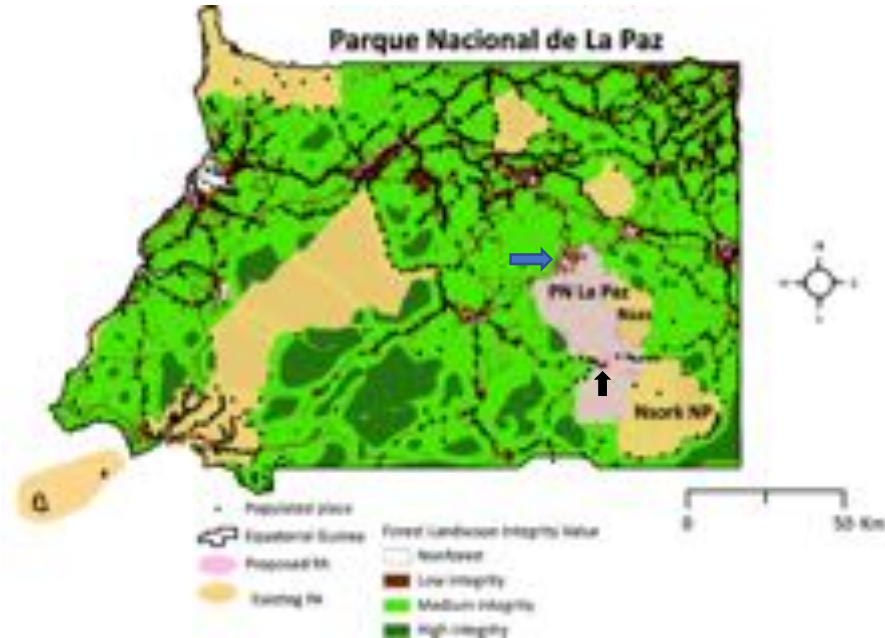 Parque Nacional de La Paz
PN La Paz
Nsork NP
Populated place
Equatorial Guinea
Forest Landscape Integrity Value
Proposed PA
Nonforest
Low integrity
Existing PA
Medium integrity
High integrity
0
50 Km